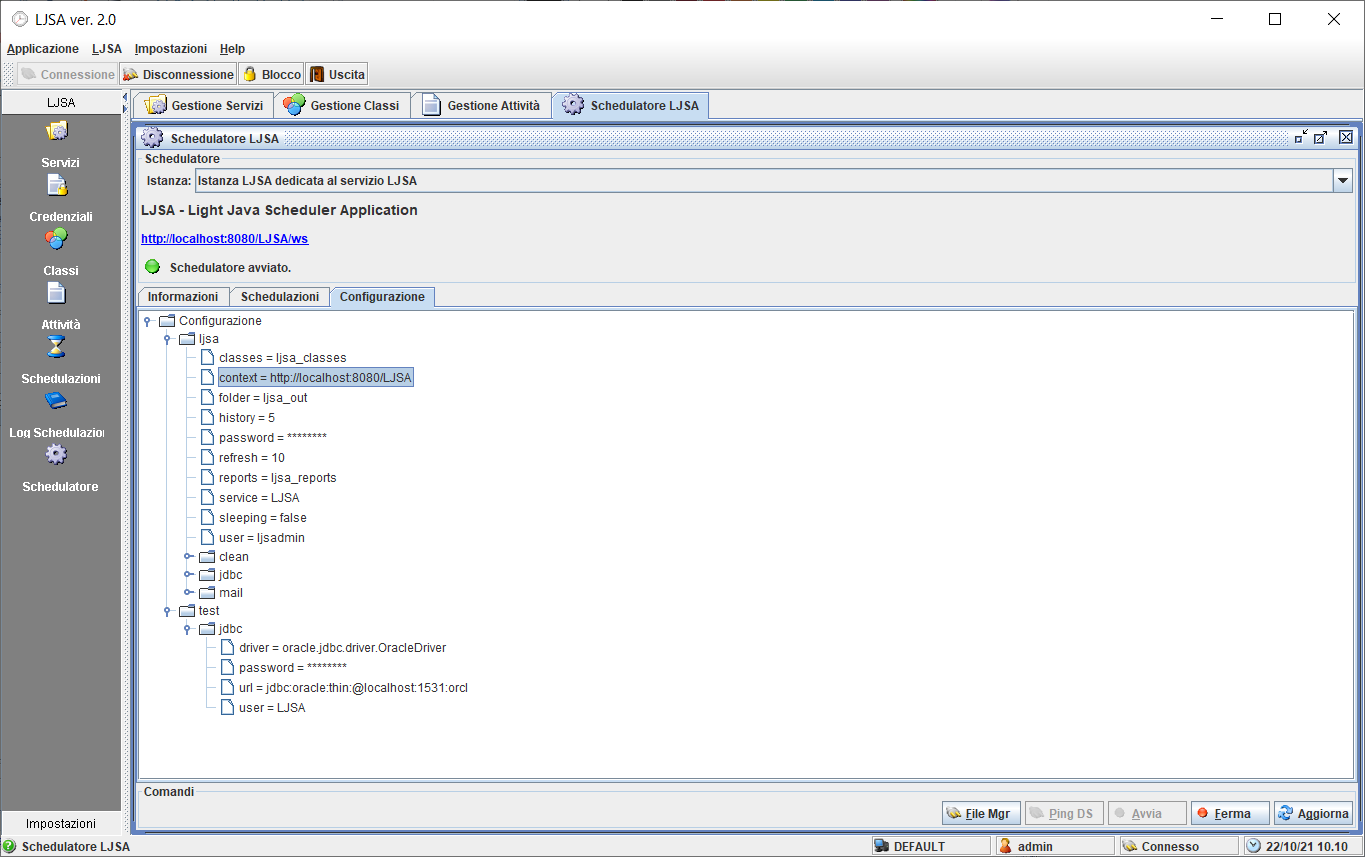 LJSA ver. 2.0
Applicazione LJSA Impostazioni Help
Connessione Disconnessione Blocco Uscita
LJSA
Gestione Servizi Gestione Classi Gestione Attività Schedulatore LJSA
Servizi
Credenziali
Classi
Attività
Schedulazioni
Log Schedulazio
Schedulatore
Impostazioni
Schedulatore LJSA
Schedulatore
Istanza: Istanza LJSA dedicata al servizio LJSA
LJSA - Light Java Scheduler Application
http://localhost:8080/LJSA/ws
Schedulatore avviato.
Informazioni Schedulazioni Configurazione
Configurazione
ljsa
classes = ljsa_classes
context = http://localhost:8080/LJSA
folder = ljsa_out
history = 5
password = ********
refresh = 10
reports = ljsa_reports
service = LJSA
sleeping = false
user = ljsadmin
clean
jdbc
mail
test
jdbc
driver = oracle.jdbc.driver.OracleDriver
password = ********
url = jdbc:oracle:thin:@localhost:1531:orcl
user = LJSA
Comandi
File Mgr Ping DS Avvia Ferma Aggiorna
Schedulatore LJSA DEFAULT admin Connesso 22/10/21 10.10